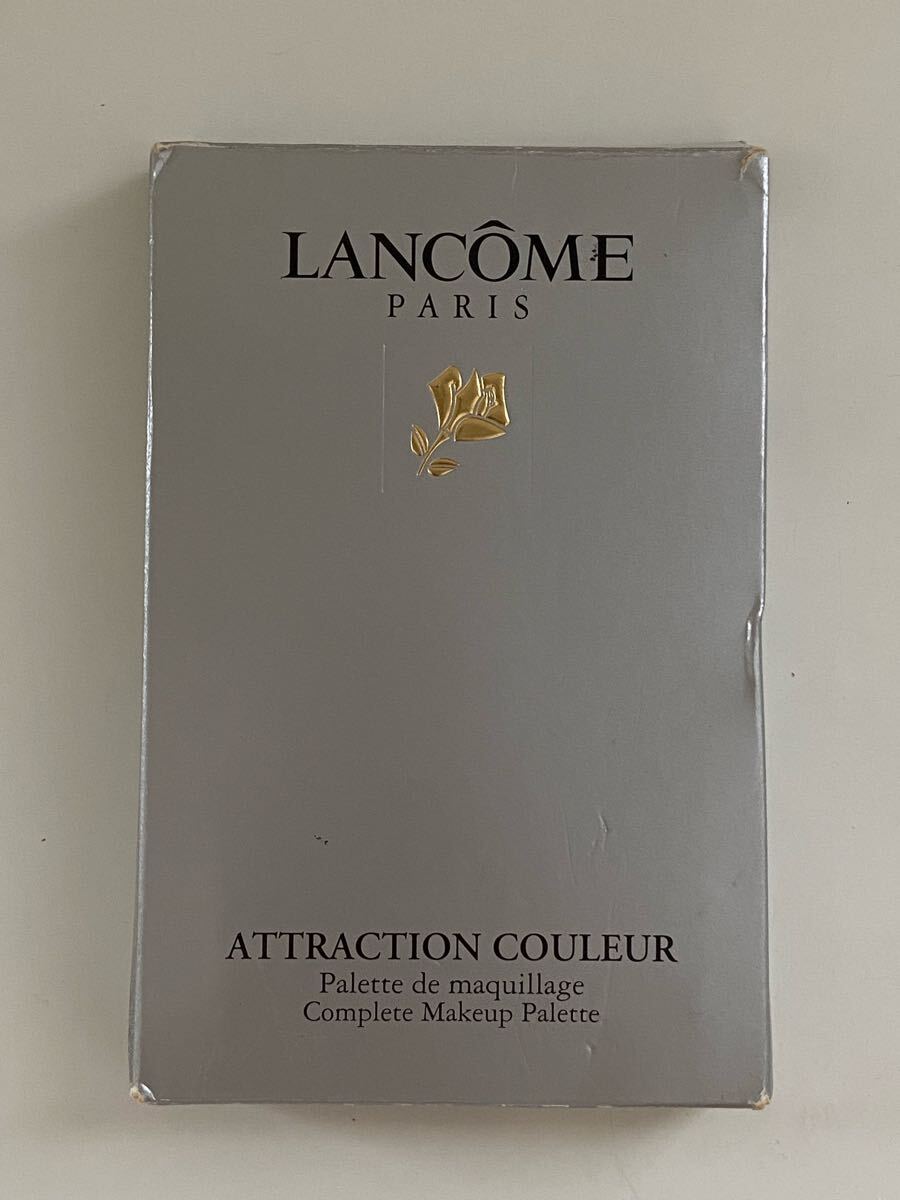 LANCÔME
PARIS
ATTRACTION COULEUR
Palette de maquillage
Complete Makeup Palette